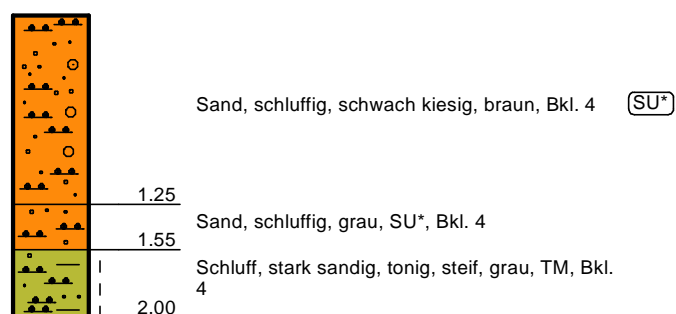 Sand, schluffig, schwach kiesig, braun, Bkl. 4 SU*
1.25
Sand, schluffig, grau, SU*, Bkl. 4
1.55
Schluff, stark sandig, tonig, steif, grau, TM, Bkl.
4
2.00